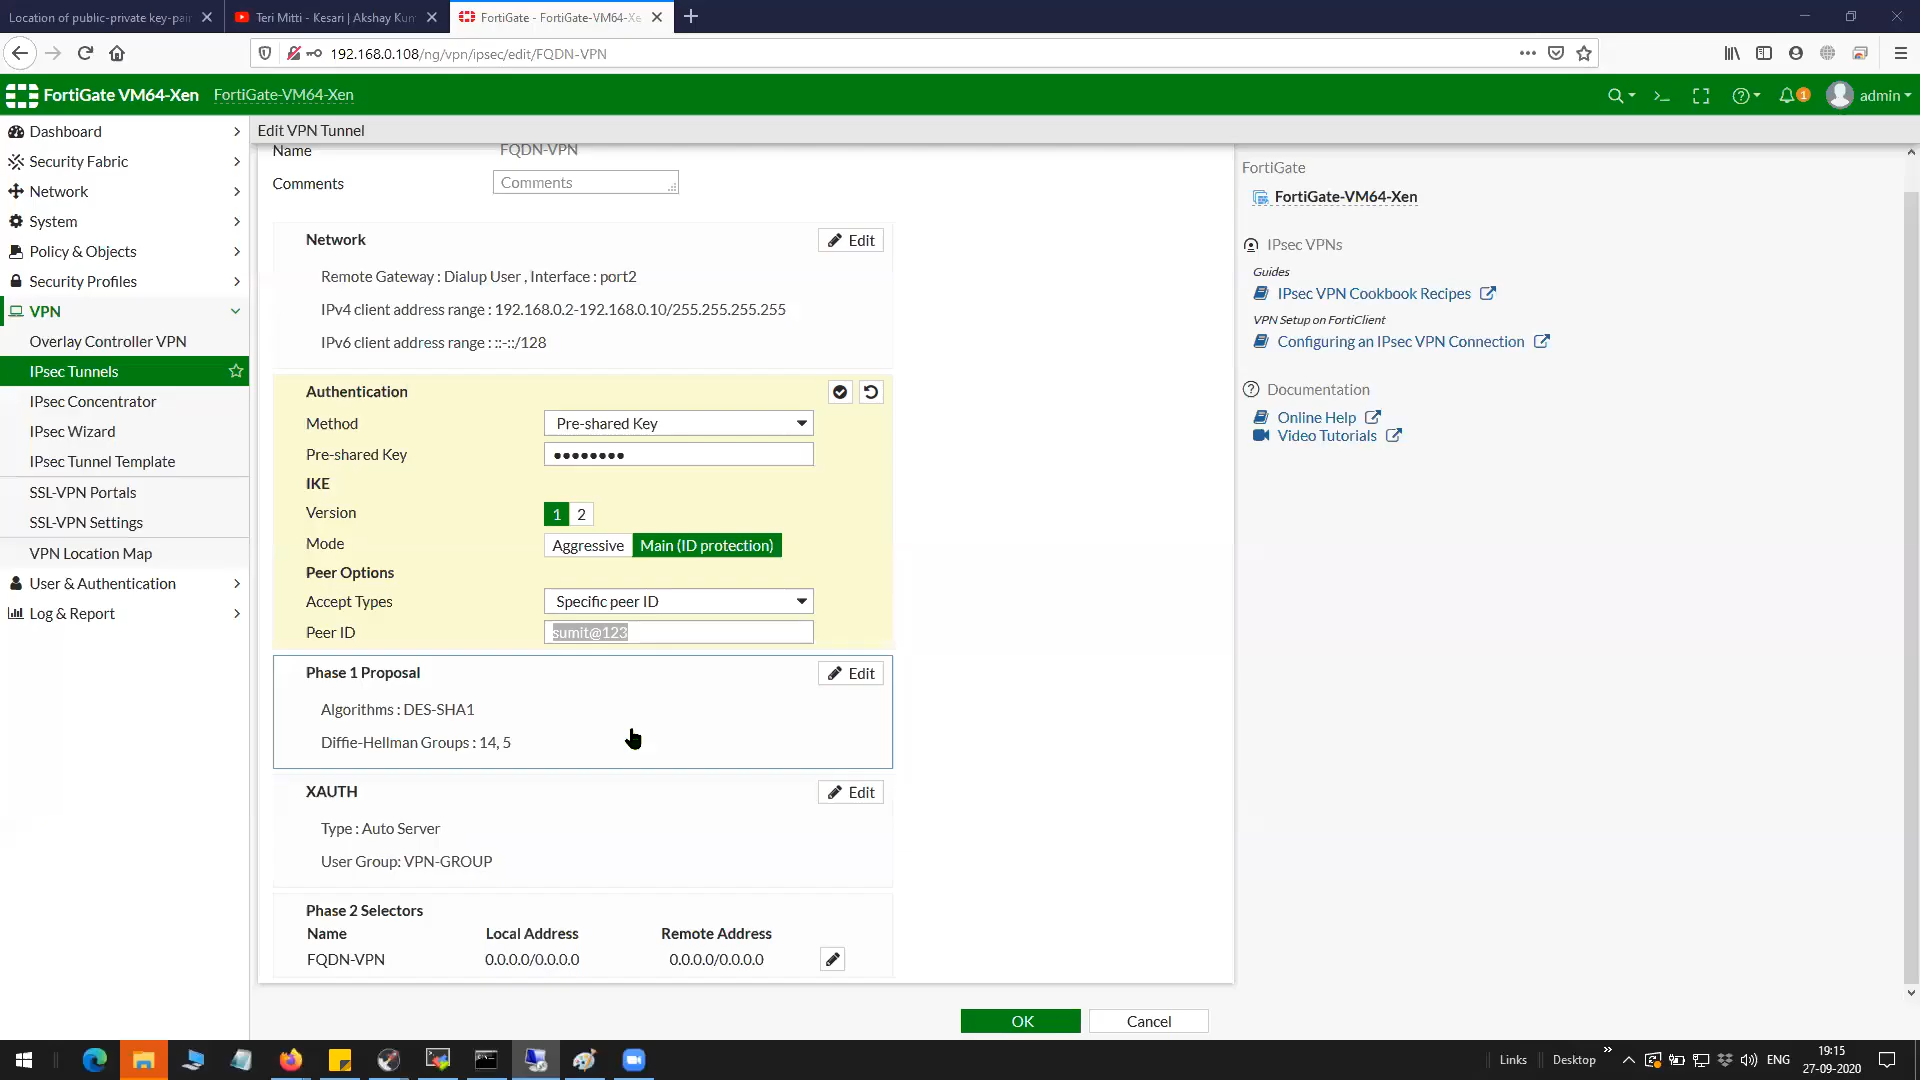 Location of public-private key-pair
Teri Mitti - Kesari | Akshay Kum
FortiGate - FortiGate-VM64-Xe
192.168.0.108/ng/vpn/ipsec/edit/FQDN-VPN
FortiGate VM64-Xen
FortiGate-VM64-Xen
1
admin
Dashboard
Security Fabric
Network
System
Policy & Objects
Security Profiles
VPN
Overlay Controller VPN
IPsec Tunnels
IPsec Concentrator
IPsec Wizard
IPsec Tunnel Template
SSL-VPN Portals
SSL-VPN Settings
VPN Location Map
User & Authentication
Log & Report
Edit VPN Tunnel
Name FQDN-VPN
Comments Comments
Network Edit
Remote Gateway : Dialup User , Interface : port2
IPv4 client address range : 192.168.0.2-192.168.0.10/255.255.255.255
IPv6 client address range : ::-::/128
Authentication
Method Pre-shared Key
Pre-shared Key ••••••••
IKE
Version 1 2
Mode Aggressive Main (ID protection)
Peer Options
Accept Types Specific peer ID
Peer ID sumit@123
Phase 1 Proposal Edit
Algorithms : DES-SHA1
Diffie-Hellman Groups : 14, 5
XAUTH Edit
Type : Auto Server
User Group: VPN-GROUP
Phase 2 Selectors
Name Local Address Remote Address
FQDN-VPN 0.0.0.0/0.0.0.0 0.0.0.0/0.0.0.0
OK Cancel
FortiGate
FortiGate-VM64-Xen
IPsec VPNs
Guides
IPsec VPN Cookbook Recipes
VPN Setup on FortiClient
Configuring an IPsec VPN Connection
Documentation
Online Help
Video Tutorials
Links Desktop » ENG
19:15
27-09-2020